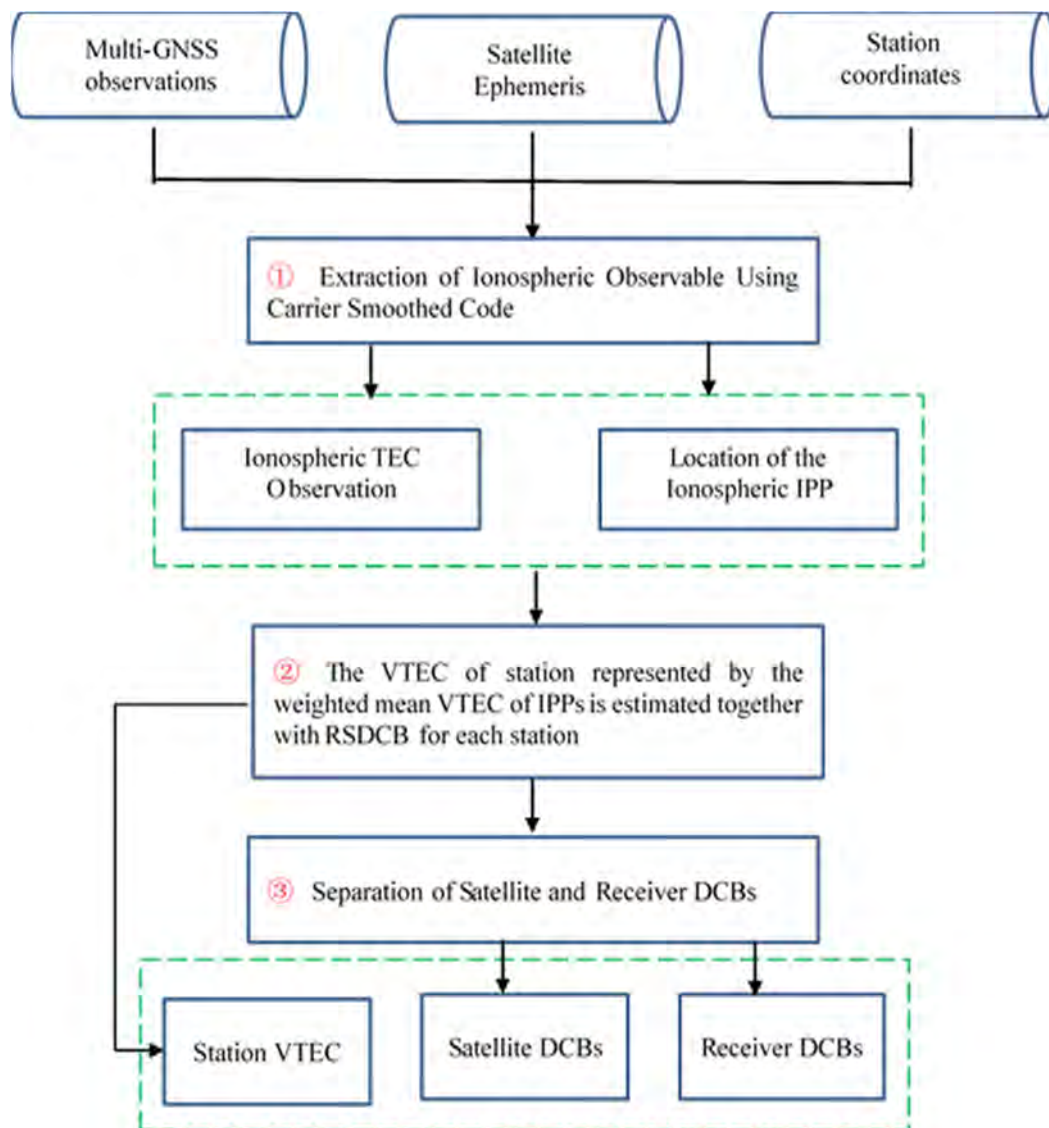 Multi-GNSS
observations
Satellite
Ephemeris
Station
coordinates
① Extraction of Ionospheric Observable Using
Carrier Smoothed Code
Ionospheric TEC
Observation
Location of the
Ionospheric IPP
② The VTEC of station represented by the
weighted mean VTEC of IPPs is estimated together
with RSDCB for each station
③ Separation of Satellite and Receiver DCBs
Station VTEC
Satellite DCBs
Receiver DCBs